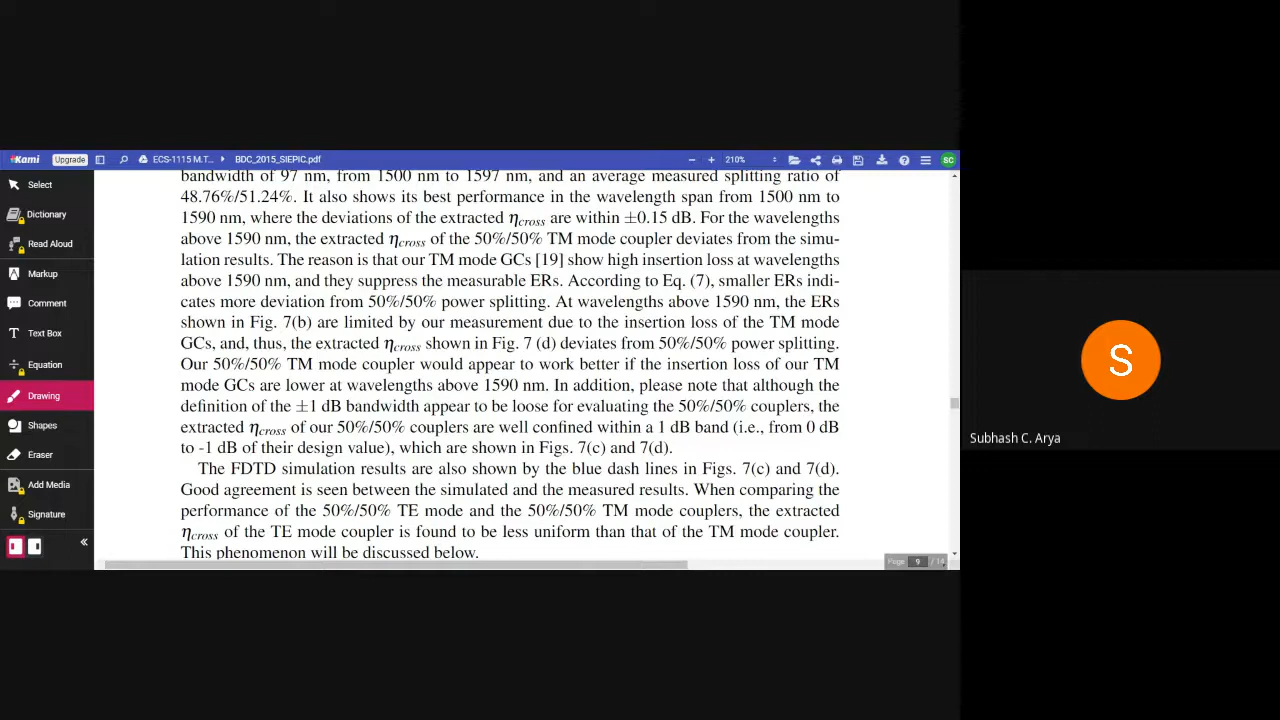 Kami
Upgrade
ECS-1115 M.T...
BDC_2015_SIEPIC.pdf
210%
SC
Select
Dictionary
Read Aloud
Markup
Comment
Text Box
Equation
Drawing
Shapes
Eraser
Add Media
Signature
bandwidth of 97 nm, from 1500 nm to 1597 nm, and an average measured splitting ratio of
48.76%/51.24%. It also shows its best performance in the wavelength span from 1500 nm to
1590 nm, where the deviations of the extracted ηcross are within ±0.15 dB. For the wavelengths
above 1590 nm, the extracted ηcross of the 50%/50% TM mode coupler deviates from the simu-
lation results. The reason is that our TM mode GCs [19] show high insertion loss at wavelengths
above 1590 nm, and they suppress the measurable ERs. According to Eq. (7), smaller ERs indi-
cates more deviation from 50%/50% power splitting. At wavelengths above 1590 nm, the ERs
shown in Fig. 7(b) are limited by our measurement due to the insertion loss of the TM mode
GCs, and, thus, the extracted ηcross shown in Fig. 7 (d) deviates from 50%/50% power splitting.
Our 50%/50% TM mode coupler would appear to work better if the insertion loss of our TM
mode GCs are lower at wavelengths above 1590 nm. In addition, please note that although the
definition of the ±1 dB bandwidth appear to be loose for evaluating the 50%/50% couplers, the
extracted ηcross of our 50%/50% couplers are well confined within a 1 dB band (i.e., from 0 dB
to -1 dB of their design value), which are shown in Figs. 7(c) and 7(d).
The FDTD simulation results are also shown by the blue dash lines in Figs. 7(c) and 7(d).
Good agreement is seen between the simulated and the measured results. When comparing the
performance of the 50%/50% TE mode and the 50%/50% TM mode couplers, the extracted
ηcross of the TE mode coupler is found to be less uniform than that of the TM mode coupler.
This phenomenon will be discussed below.
Page 9 / 14
S
Subhash C. Arya